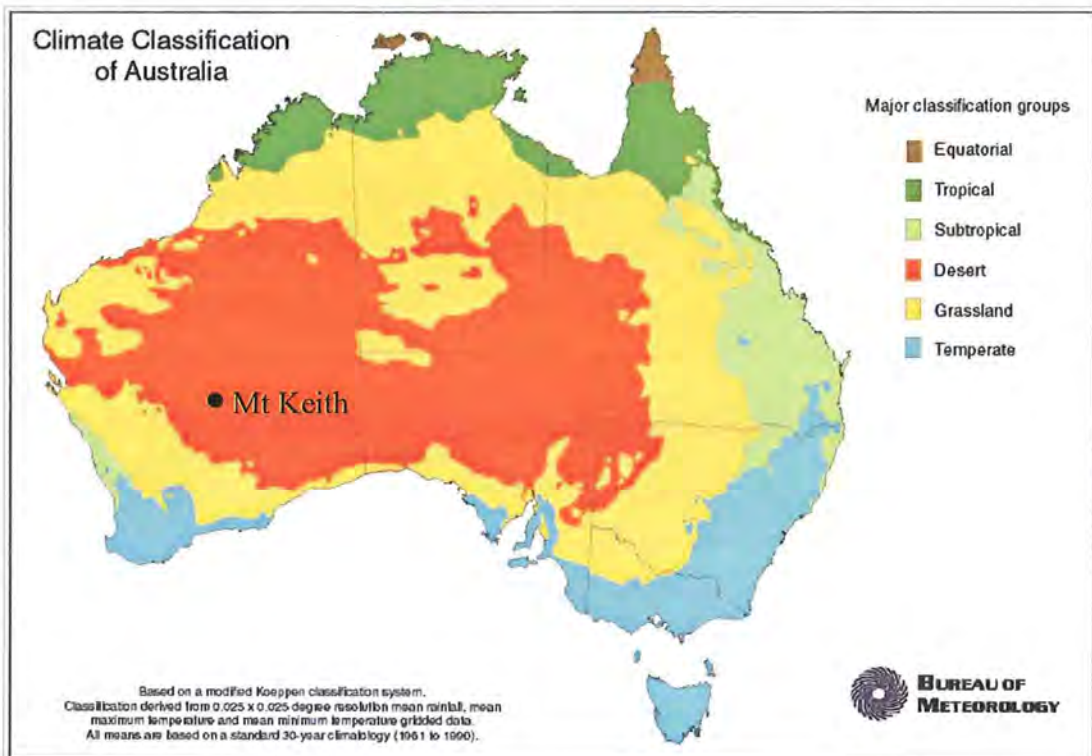 Climate Classification
of Australia
Major classification groups
Equatorial
Tropical
Subtropical
Desert
Grassland
Temperate
Mt Keith
Based on a modified Koeppen classification system.
Classification derived from 0.025 x 0.025 degree resolution mean rainfall, mean
maximum temperature and mean minimum temperature gridded data.
All means are based on a standard 30-year climatology (1961 to 1990).
BUREAU OF
METEOROLOGY